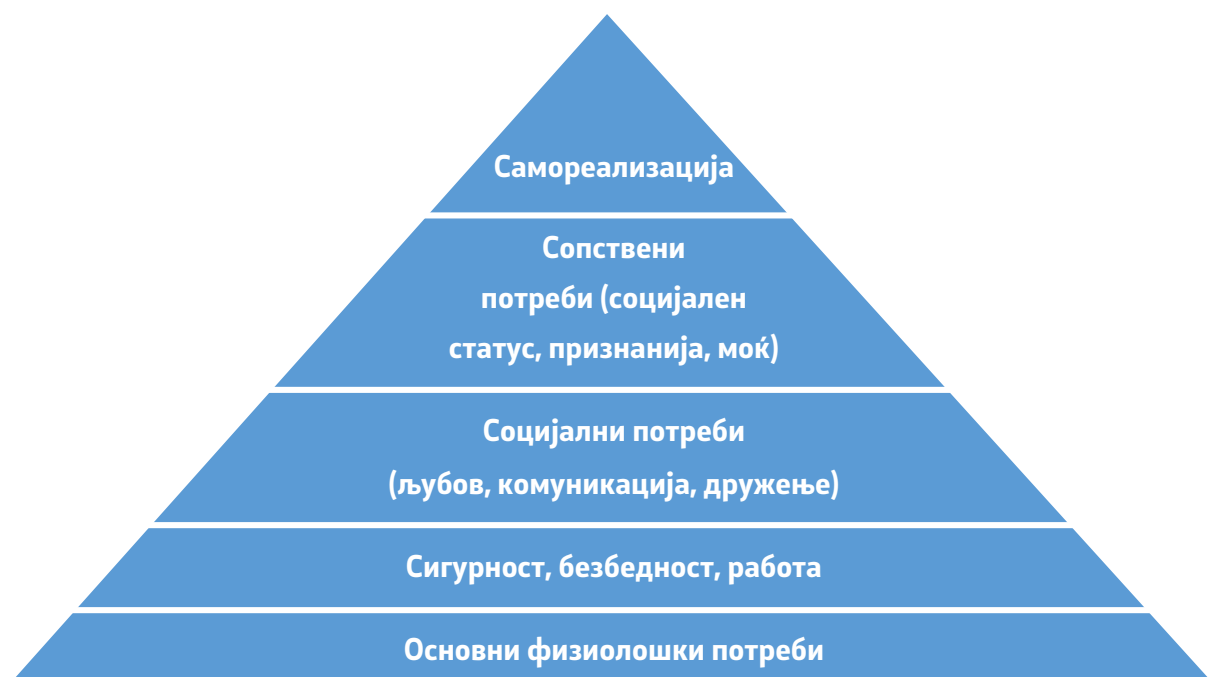 Самореализација
Сопствени
потреби (социјален
статус, признанија, моќ)
Социјални потреби
(љубов, комуникација, дружење)
Сигурност, безбедност, работа
Основни физиолошки потреби